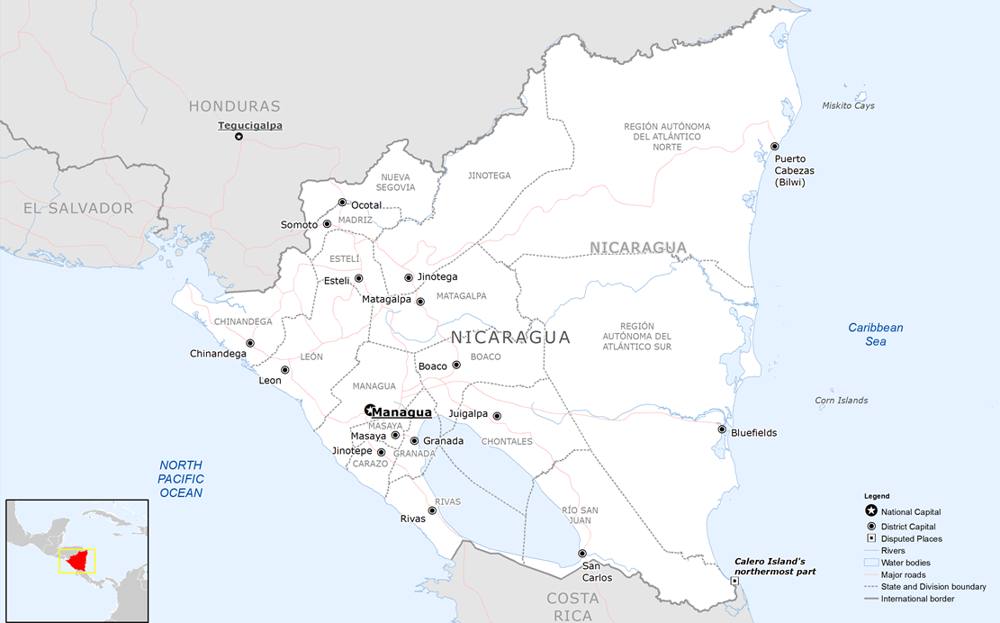 HONDURAS
Tegucigalpa
Miskito Cays
REGIÓN AUTÓNOMA
DEL ATLÁNTICO
NORTE
Puerto
Cabezas
(Bilwi)
NUEVA
SEGOVIA
JINOTEGA
EL SALVADOR
Ocotal
Somoto
MADRIZ
NICARAGUA
ESTELÍ
Esteli
Jinotega
Matagalpa
MATAGALPA
CHINANDEGA
Chinandega
NICARAGUA
REGIÓN
AUTÓNOMA DEL
ATLÁNTICO SUR
Caribbean
Sea
LEÓN
Leon
BOACO
Boaco
MANAGUA
Managua
Juigalpa
Corn Islands
MASAYA
Masaya
Granada
CHONTALES
Bluefields
Jinotepe
GRANADA
CARAZO
NORTH
PACIFIC
OCEAN
RIVAS
Rivas
RÍO SAN
JUAN
San
Carlos
Calero Island's
northermost part
COSTA
RICA
Legend
National Capital
District Capital
Disputed Places
Rivers
Water bodies
Major roads
State and Division boundary
International border